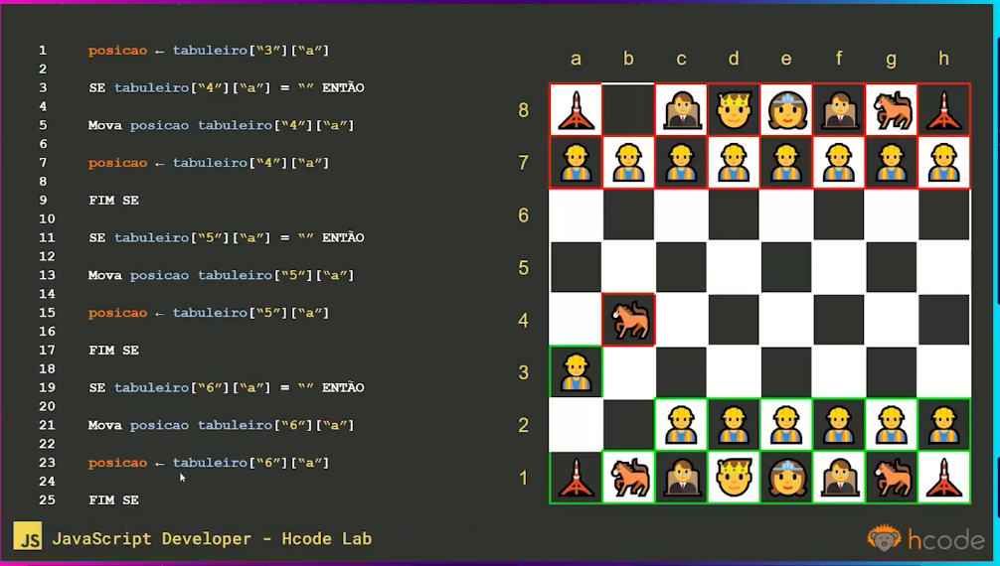 1 posicao ← tabuleiro[“3”][“a”]
2
3 SE tabuleiro[“4”][“a”] = “” ENTÃO
4
5 Mova posicao tabuleiro[“4”][“a”]
6
7 posicao ← tabuleiro[“4”][“a”]
8
9 FIM SE
10
11 SE tabuleiro[“5”][“a”] = “” ENTÃO
12
13 Mova posicao tabuleiro[“5”][“a”]
14
15 posicao ← tabuleiro[“5”][“a”]
16
17 FIM SE
18
19 SE tabuleiro[“6”][“a”] = “” ENTÃO
20
21 Mova posicao tabuleiro[“6”][“a”]
22
23 posicao ← tabuleiro[“6”][“a”]
24
25 FIM SE
a b c d e f g h
8
7
6
5
4
3
2
1
JS JavaScript Developer - Hcode Lab
hcode